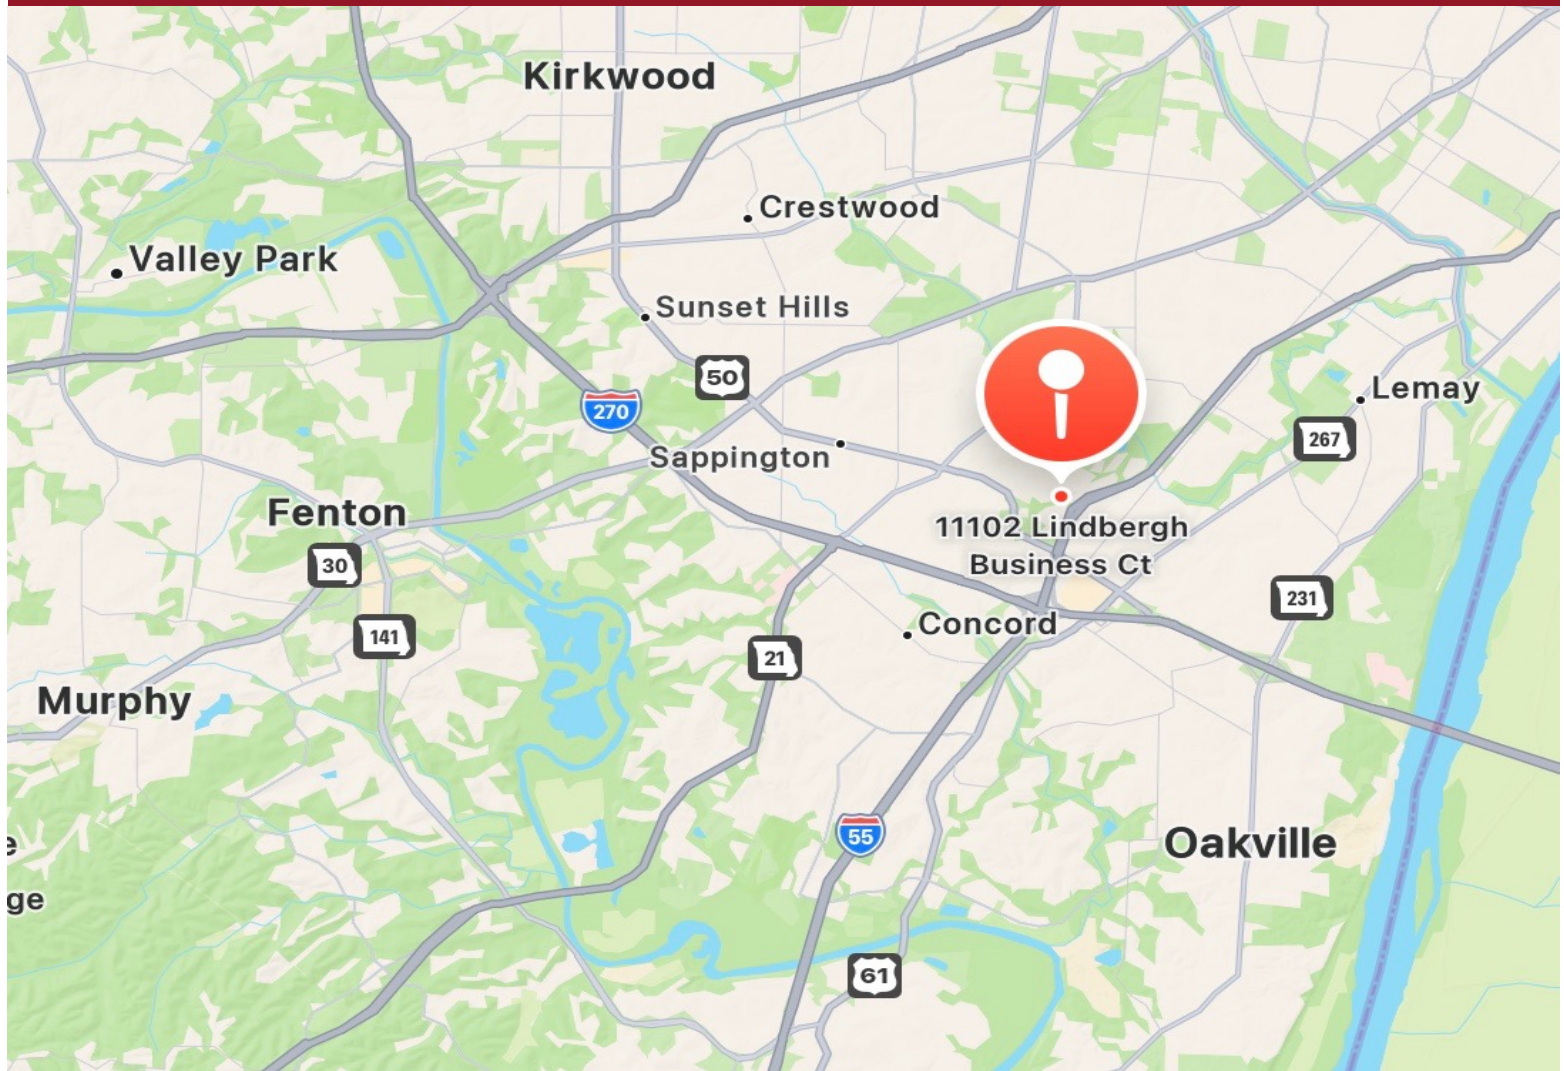 Kirkwood
Crestwood
Valley Park
Sunset Hills
50
Lemay
270
267
Sappington
Fenton
11102 Lindbergh
Business Ct
30
231
141
Concord
21
Murphy
55
Oakville
e
ge
61